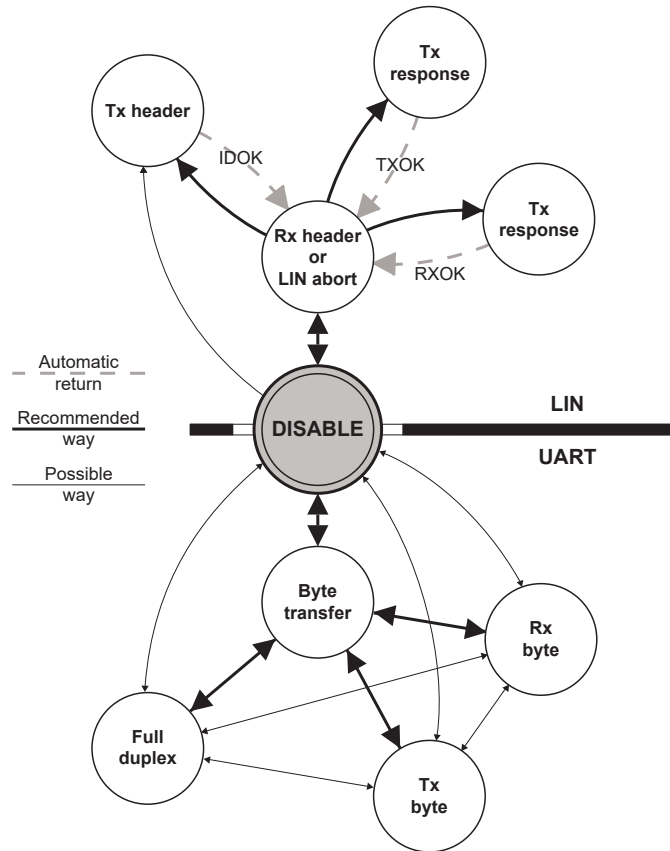 Tx
response
Tx header
IDOK
TXOK
Tx
response
Rx header
or
LIN abort
RXOK
Automatic
return
Recommended
way
Possible
way
DISABLE
LIN
UART
Byte
transfer
Rx
byte
Full
duplex
Tx
byte